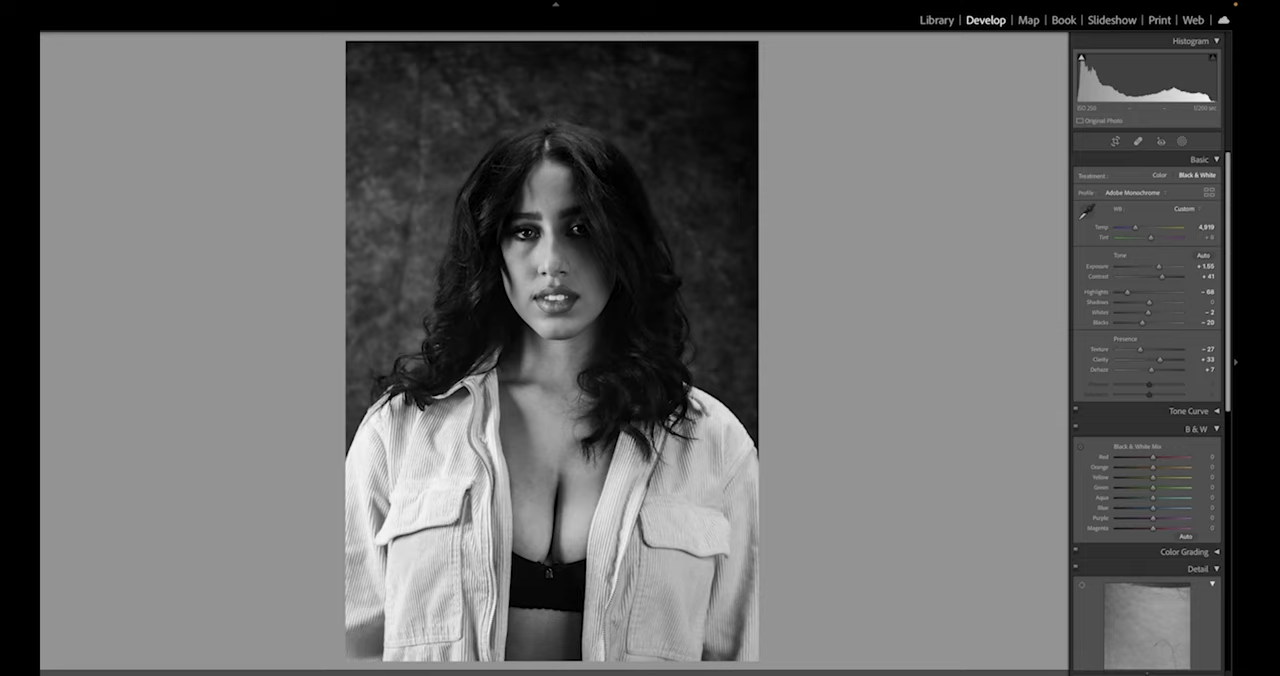 Library | Develop | Map | Book | Slideshow | Print | Web |
Histogram
ISO 250
Original Photo
Basic
Treatment: Color Black & White
Profile: Adobe Monochrome
WB: Custom
Temp 4,919
Tint + 8
Tone Auto
Exposure + 1.55
Contrast + 41
Highlights − 68
Shadows 0
Whites − 2
Blacks − 20
Presence
Texture − 27
Clarity + 33
Dehaze + 7
Tone Curve
B & W
Black & White Mix
Red 0
Orange 0
Yellow 0
Green 0
Aqua 0
Blue 0
Purple 0
Magenta 0
Auto
Color Grading
Detail